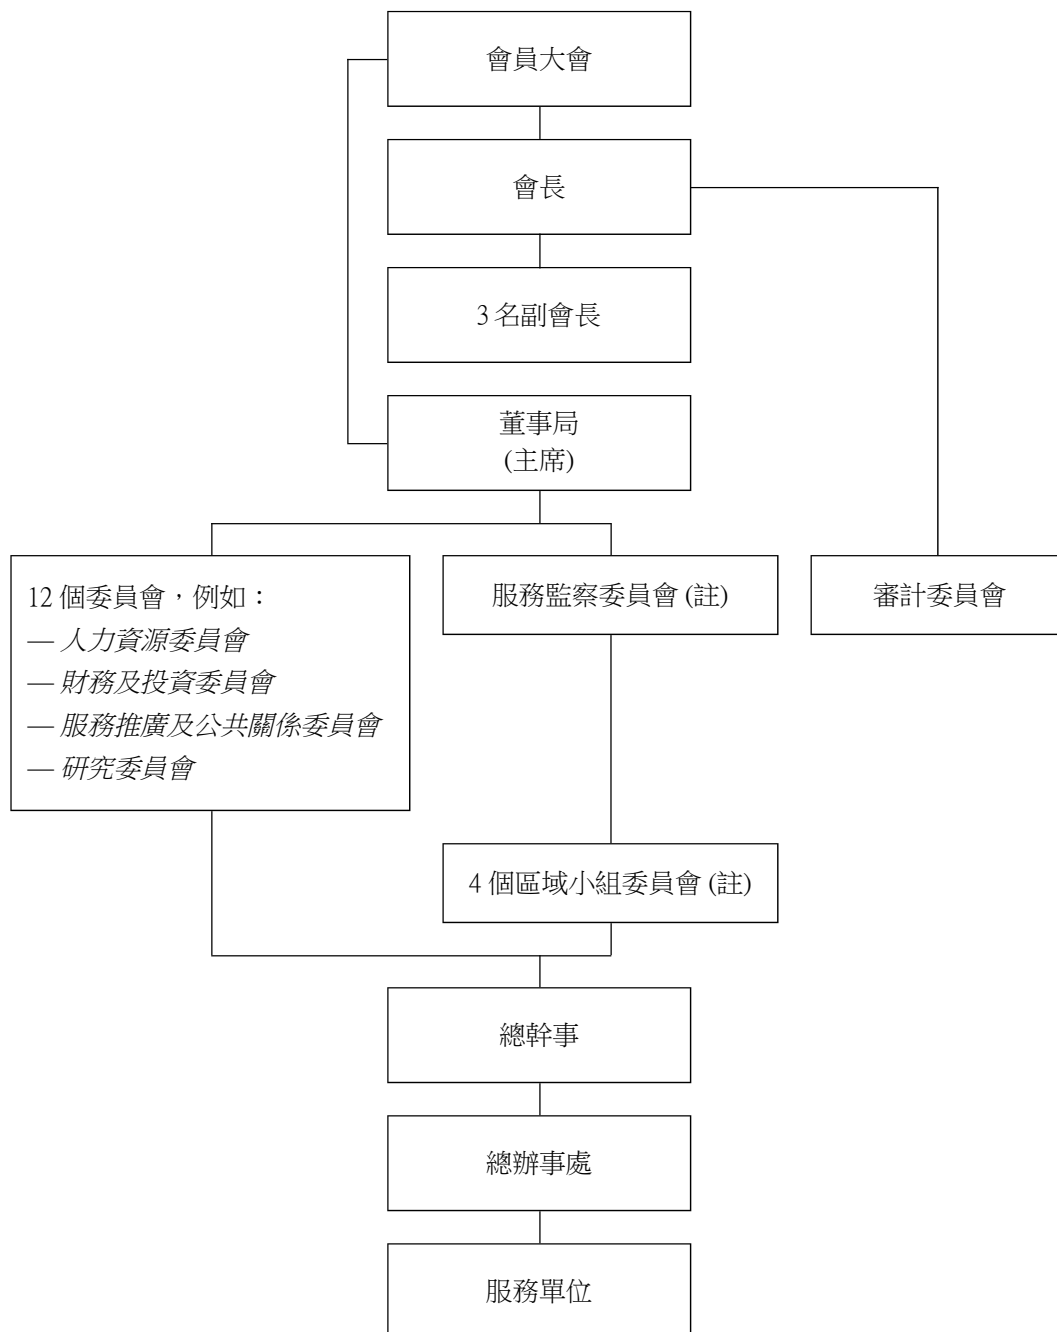 會員大會
會長
3 名副會長
董事局
(主席)
12 個委員會，例如：
— 人力資源委員會
— 財務及投資委員會
— 服務推廣及公共關係委員會
— 研究委員會
服務監察委員會 (註)
審計委員會
4 個區域小組委員會 (註)
總幹事
總辦事處
服務單位